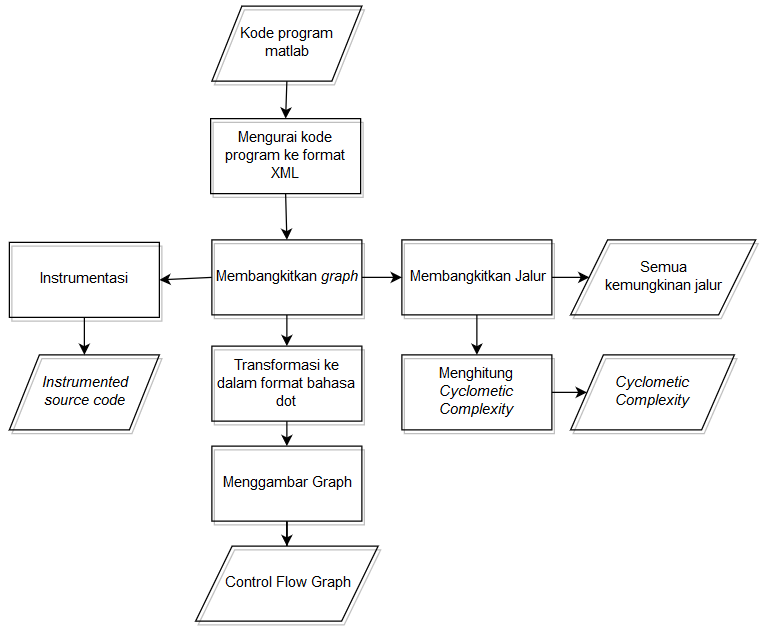 Kode program
matlab
Mengurai kode
program ke format
XML
Instrumentasi
Membangkitkan graph
Membangkitkan Jalur
Semua
kemungkinan jalur
Instrumented
source code
Transformasi ke
dalam format bahasa
dot
Menghitung
Cyclometic
Complexity
Cyclometic
Complexity
Menggambar Graph
Control Flow Graph